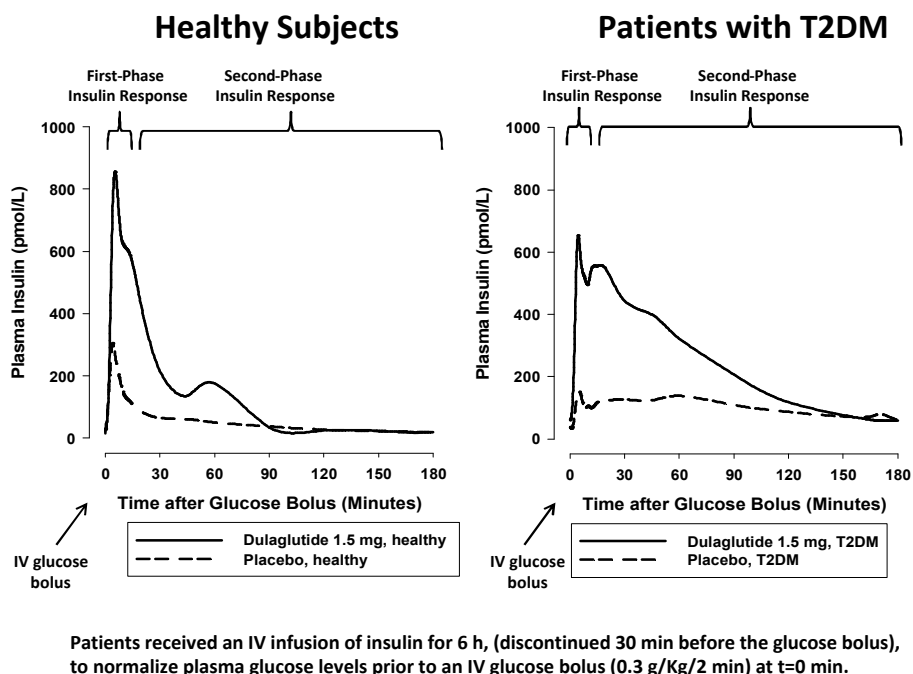 Healthy Subjects
First-Phase
Insulin Response
Second-Phase
Insulin Response
Plasma Insulin (pmol/L)
1000
800
600
400
200
0
0 30 60 90 120 150 180
Time after Glucose Bolus (Minutes)
IV glucose
bolus
Dulaglutide 1.5 mg, healthy
Placebo, healthy
Patients with T2DM
First-Phase
Insulin Response
Second-Phase
Insulin Response
Plasma Insulin (pmol/L)
1000
800
600
400
200
0
0 30 60 90 120 150 180
Time after Glucose Bolus (Minutes)
IV glucose
bolus
Dulaglutide 1.5 mg, T2DM
Placebo, T2DM
Patients received an IV infusion of insulin for 6 h, (discontinued 30 min before the glucose bolus),
to normalize plasma glucose levels prior to an IV glucose bolus (0.3 g/Kg/2 min) at t=0 min.